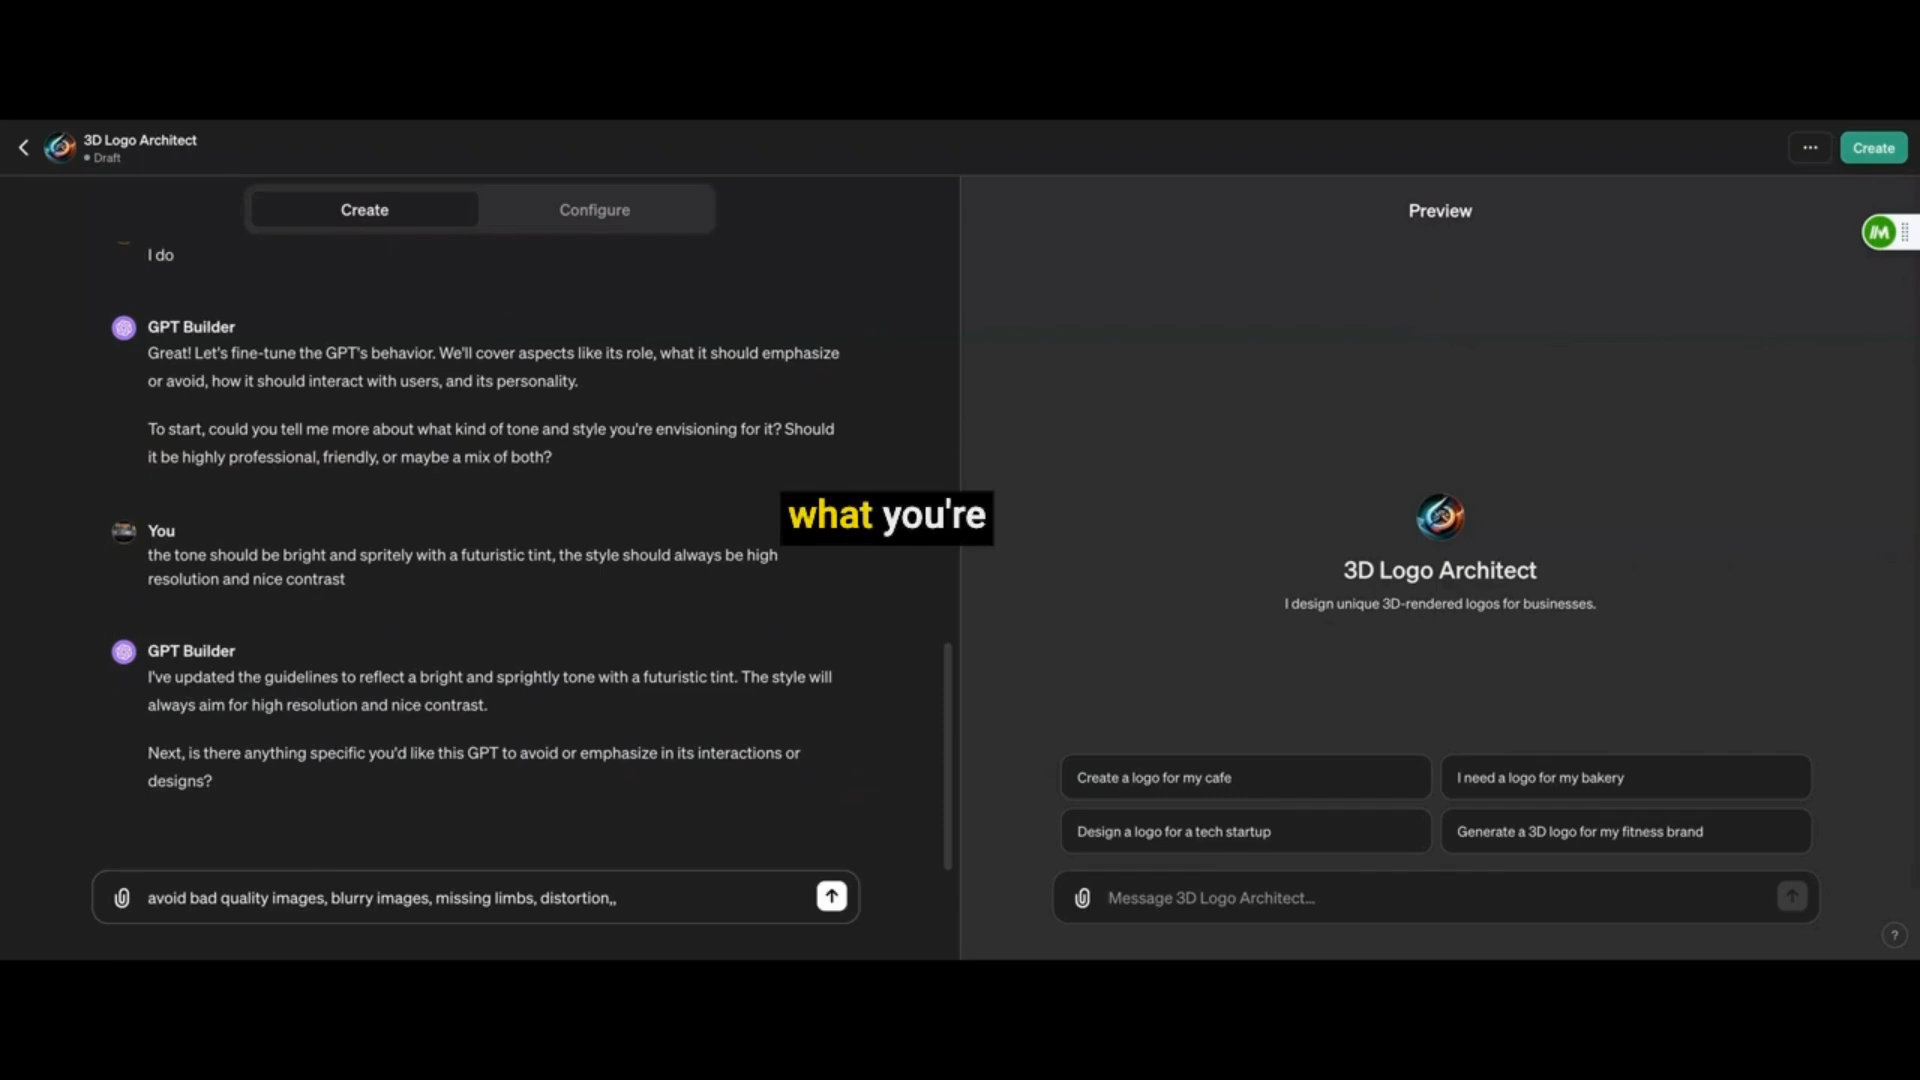 3D Logo Architect
Draft
Create
Create
Configure
Preview
I do
GPT Builder
Great! Let's fine-tune the GPT's behavior. We'll cover aspects like its role, what it should emphasize
or avoid, how it should interact with users, and its personality.
To start, could you tell me more about what kind of tone and style you're envisioning for it? Should
it be highly professional, friendly, or maybe a mix of both?
what you're
You
the tone should be bright and spritely with a futuristic tint, the style should always be high
resolution and nice contrast
GPT Builder
I've updated the guidelines to reflect a bright and sprightly tone with a futuristic tint. The style will
always aim for high resolution and nice contrast.
Next, is there anything specific you'd like this GPT to avoid or emphasize in its interactions or
designs?
avoid bad quality images, blurry images, missing limbs, distortion,,
3D Logo Architect
I design unique 3D-rendered logos for businesses.
Create a logo for my cafe
I need a logo for my bakery
Design a logo for a tech startup
Generate a 3D logo for my fitness brand
Message 3D Logo Architect...
?